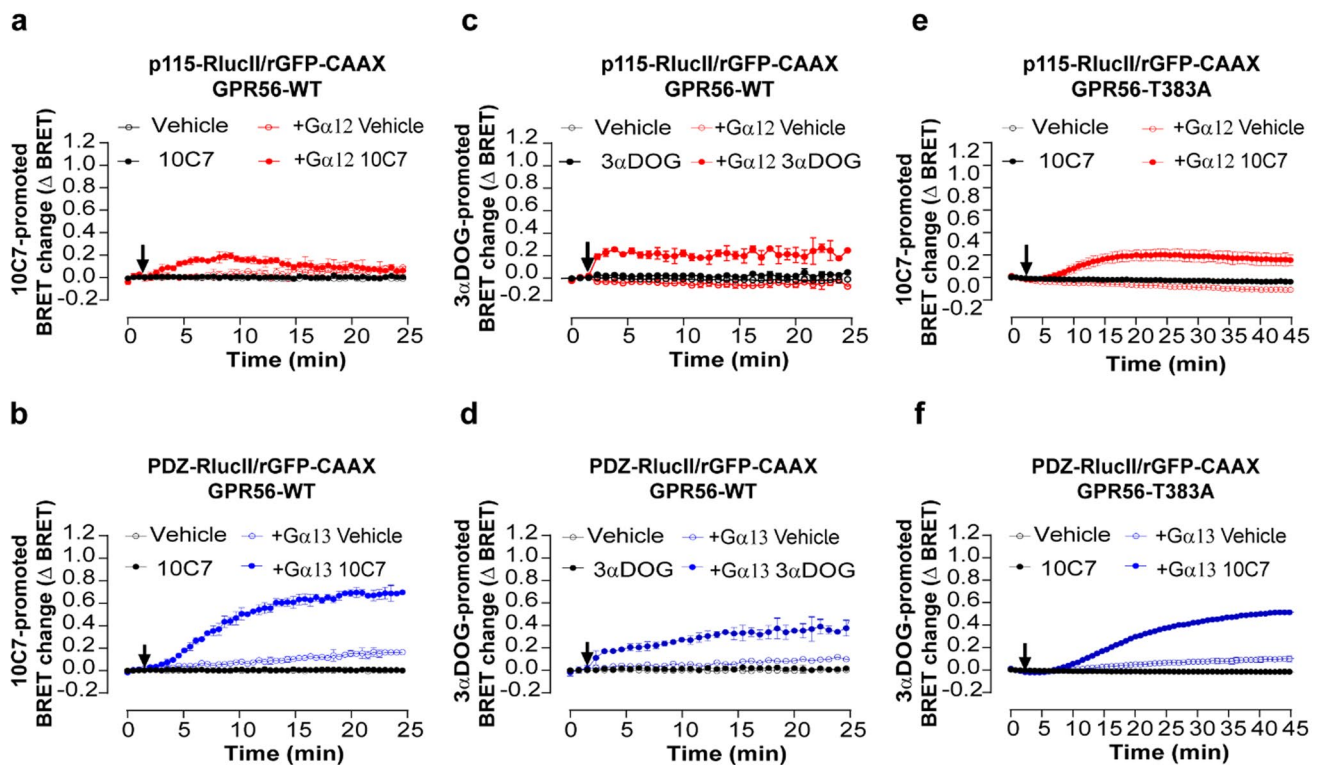 a
p115-RlucII/rGFP-CAAX
GPR56-WT
Vehicle
+Gα12 Vehicle
10C7
+Gα12 10C7
10C7-promoted
BRET change (Δ BRET)
1.2
1.0
0.8
0.6
0.4
0.2
0.0
-0.2
0 5 10 15 20 25
Time (min)
c
p115-RlucII/rGFP-CAAX
GPR56-WT
Vehicle
+Gα12 Vehicle
3αDOG
+Gα12 3αDOG
3αDOG-promoted
BRET change (Δ BRET)
1.2
1.0
0.8
0.6
0.4
0.2
0.0
-0.2
0 5 10 15 20 25
Time (min)
e
p115-RlucII/rGFP-CAAX
GPR56-T383A
Vehicle
+Gα12 Vehicle
10C7
+Gα12 10C7
10C7-promoted
BRET change (Δ BRET)
1.2
1.0
0.8
0.6
0.4
0.2
0.0
-0.2
0 5 10 15 20 25 30 35 40 45
Time (min)
b
PDZ-RlucII/rGFP-CAAX
GPR56-WT
Vehicle
+Gα13 Vehicle
10C7
+Gα13 10C7
10C7-promoted
BRET change (Δ BRET)
1.2
1.0
0.8
0.6
0.4
0.2
0.0
-0.2
0 5 10 15 20 25
Time (min)
d
PDZ-RlucII/rGFP-CAAX
GPR56-WT
Vehicle
+Gα13 Vehicle
3αDOG
+Gα13 3αDOG
3αDOG-promoted
BRET change (Δ BRET)
1.2
1.0
0.8
0.6
0.4
0.2
0.0
-0.2
0 5 10 15 20 25
Time (min)
f
PDZ-RlucII/rGFP-CAAX
GPR56-T383A
Vehicle
+Gα13 Vehicle
10C7
+Gα13 10C7
3αDOG-promoted
BRET change (Δ BRET)
1.2
1.0
0.8
0.6
0.4
0.2
0.0
-0.2
0 5 10 15 20 25 30 35 40 45
Time (min)